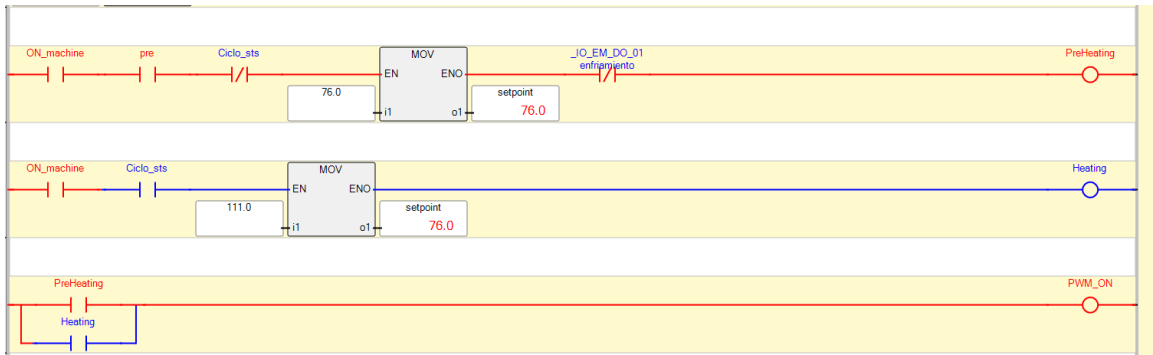 ON_machine pre Ciclo_sts MOV _IO_EM_DO_01 PreHeating
enfriamiento
EN ENO
76.0 setpoint
i1 o1 76.0
ON_machine Ciclo_sts MOV Heating
EN ENO
111.0 setpoint
i1 o1 76.0
PreHeating PWM_ON
Heating